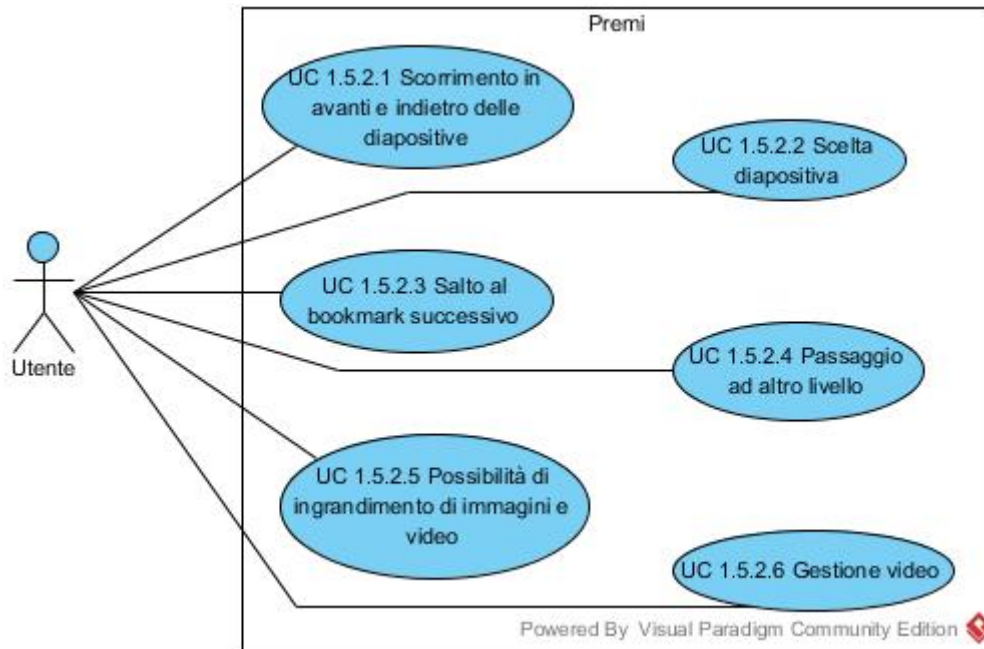 Premi
UC 1.5.2.1 Scorrimento in
avanti e indietro delle
diapositive
UC 1.5.2.2 Scelta
diapositiva
UC 1.5.2.3 Salto al
bookmark successivo
Utente
UC 1.5.2.4 Passaggio
ad altro livello
UC 1.5.2.5 Possibilità di
ingrandimento di immagini e
video
UC 1.5.2.6 Gestione video
Powered By Visual Paradigm Community Edition